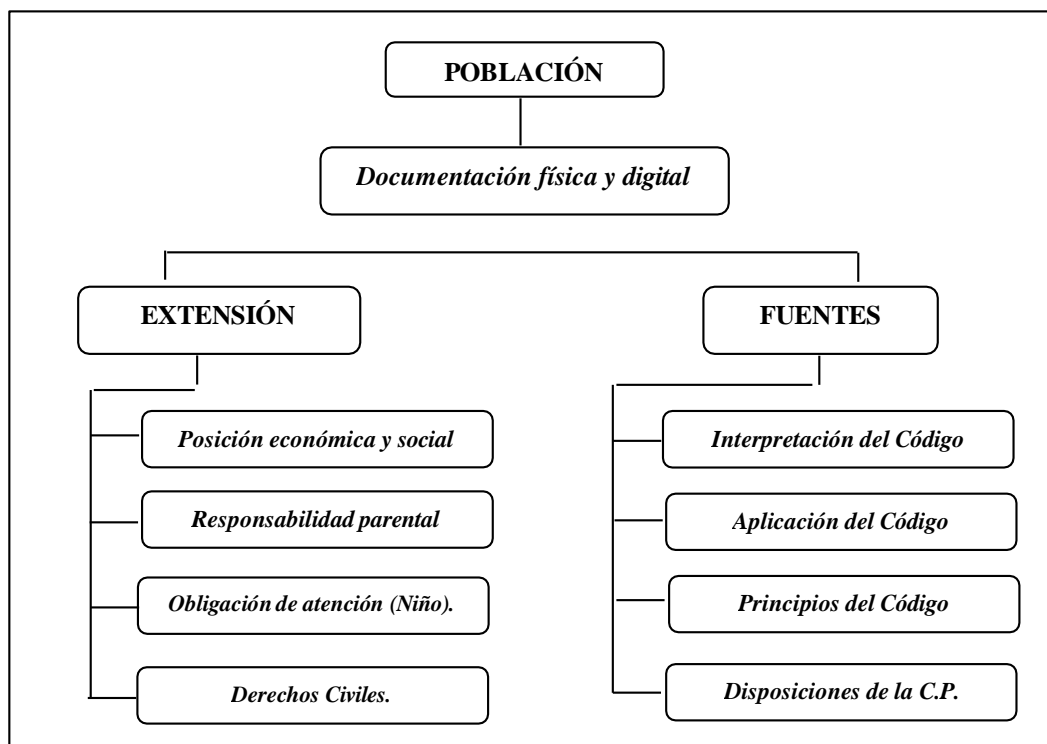 POBLACIÓN
Documentación física y digital
EXTENSIÓN
Posición económica y social
Responsabilidad parental
Obligación de atención (Niño).
Derechos Civiles.
FUENTES
Interpretación del Código
Aplicación del Código
Principios del Código
Disposiciones de la C.P.